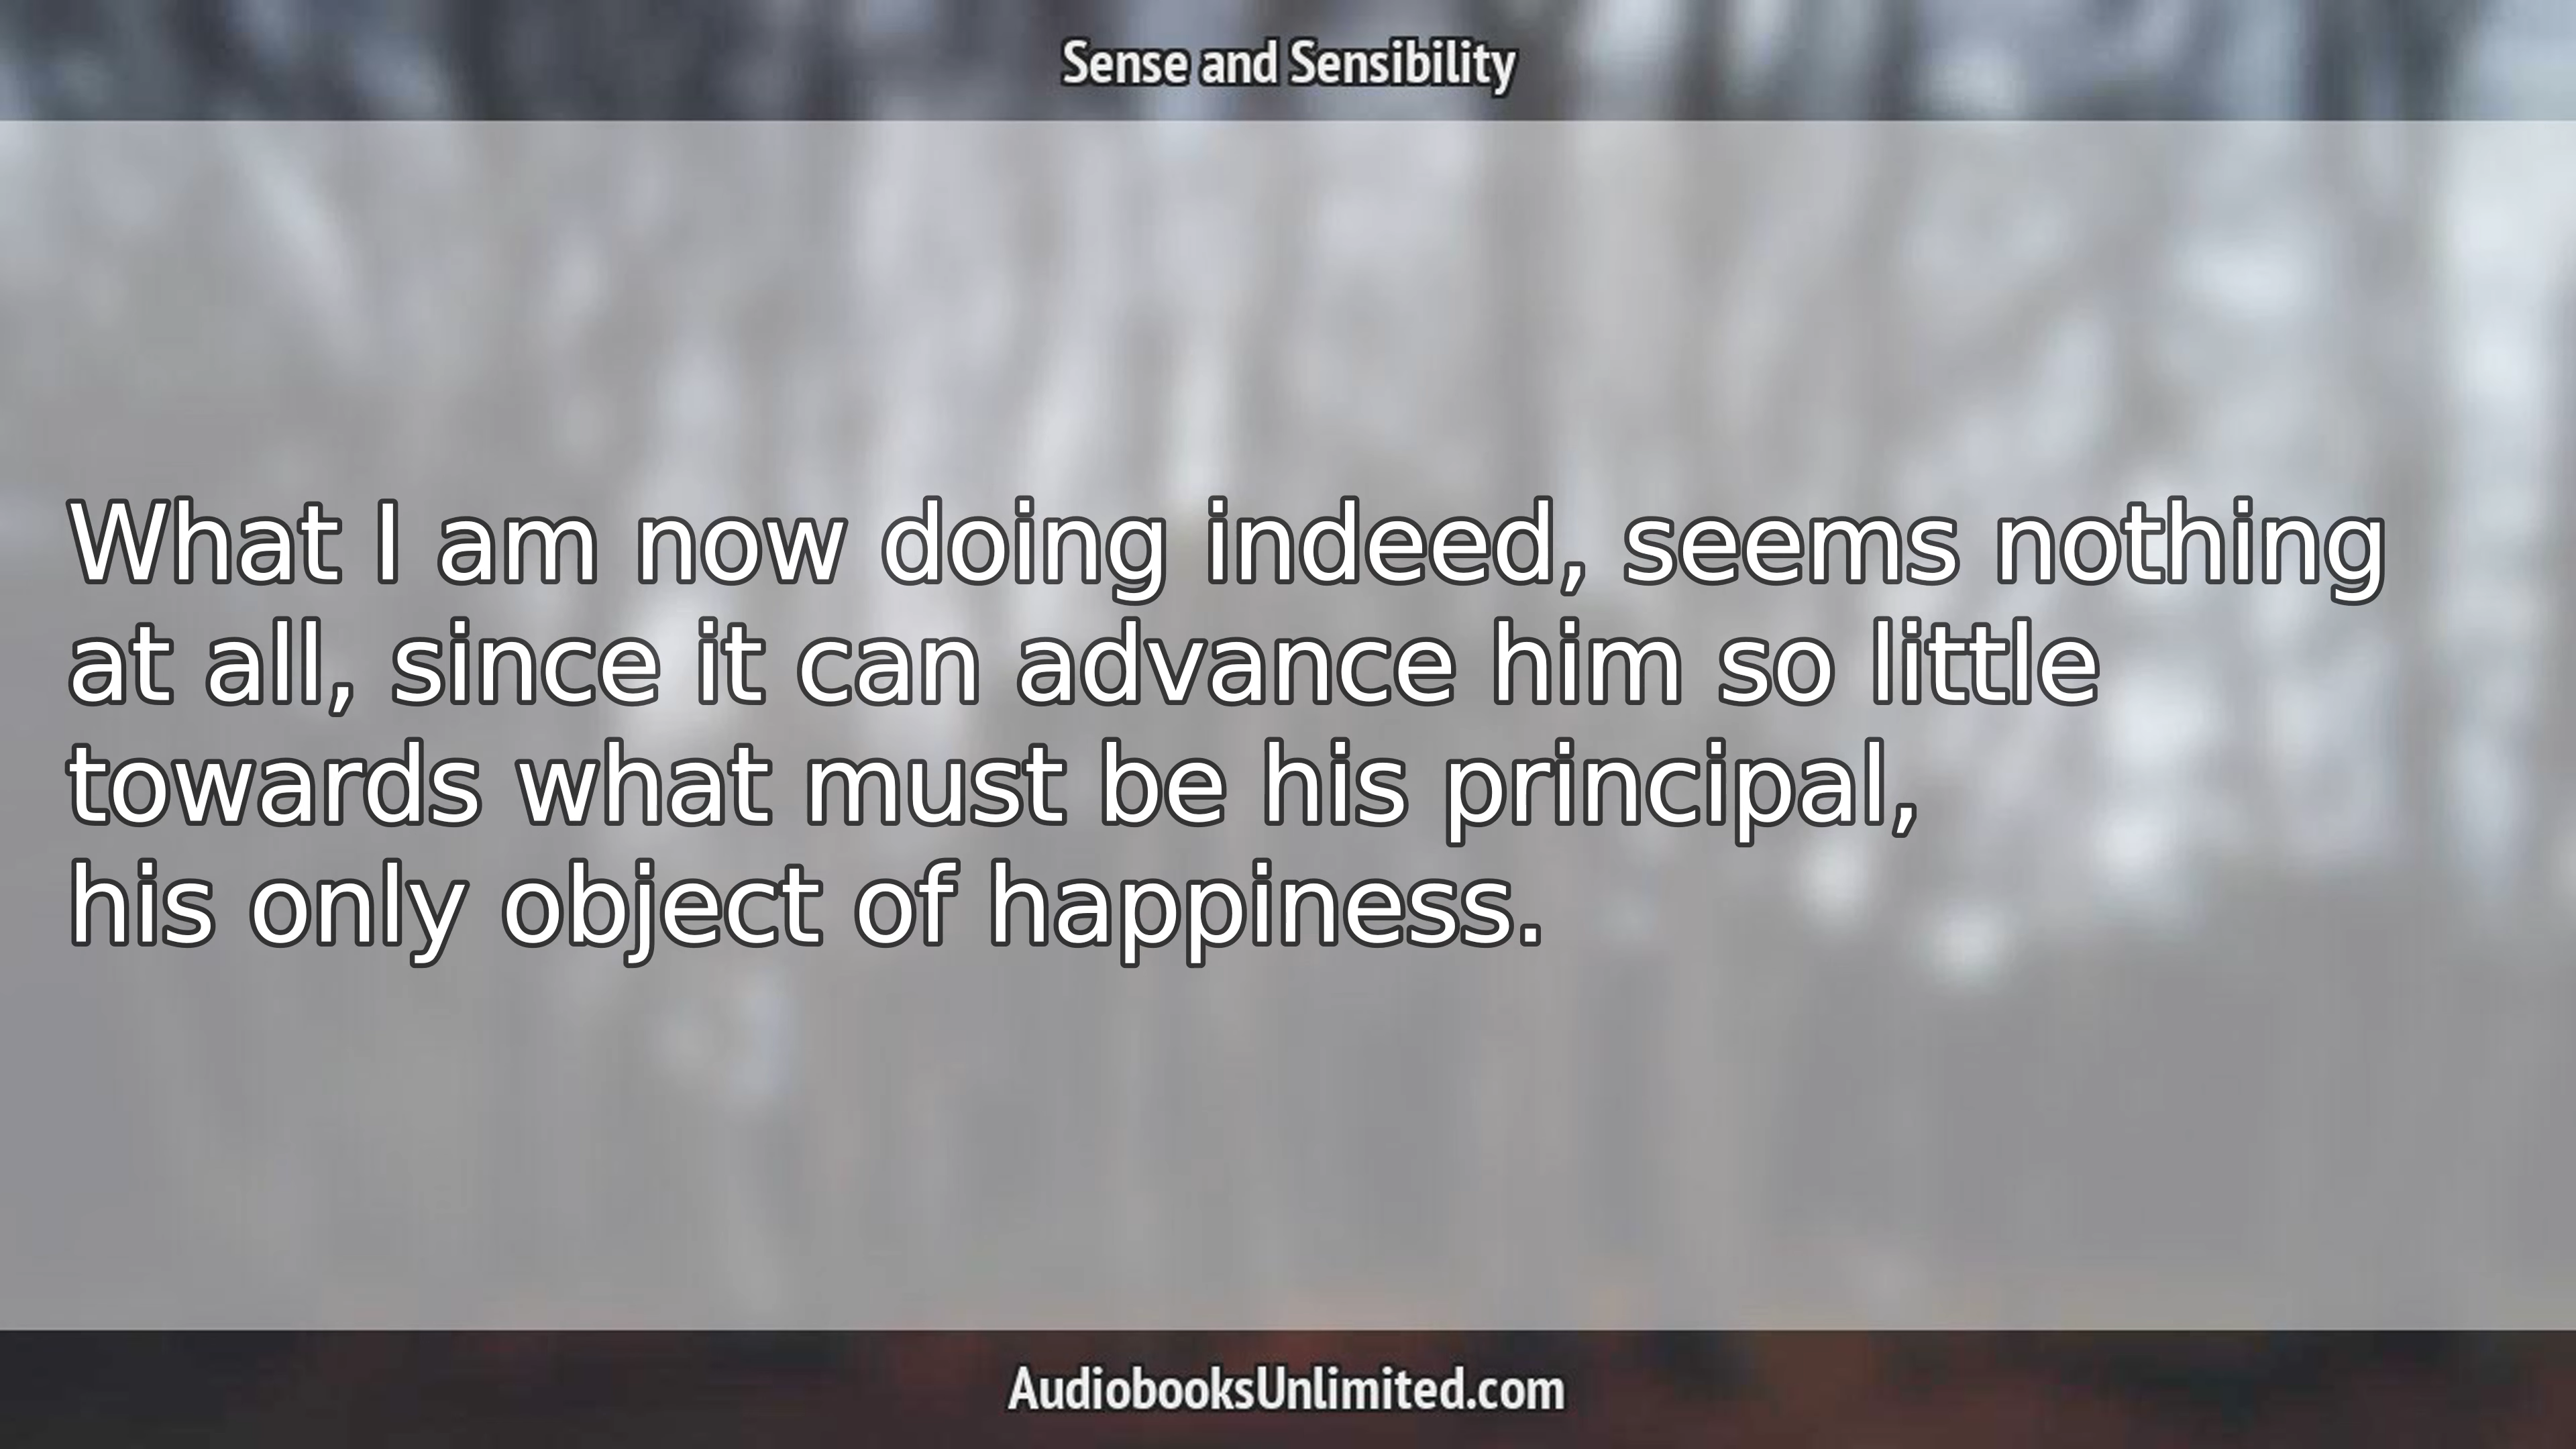 Sense and Sensibility
What I am now doing indeed, seems nothing
at all, since it can advance him so little
towards what must be his principal,
his only object of happiness.
AudiobooksUnlimited.com